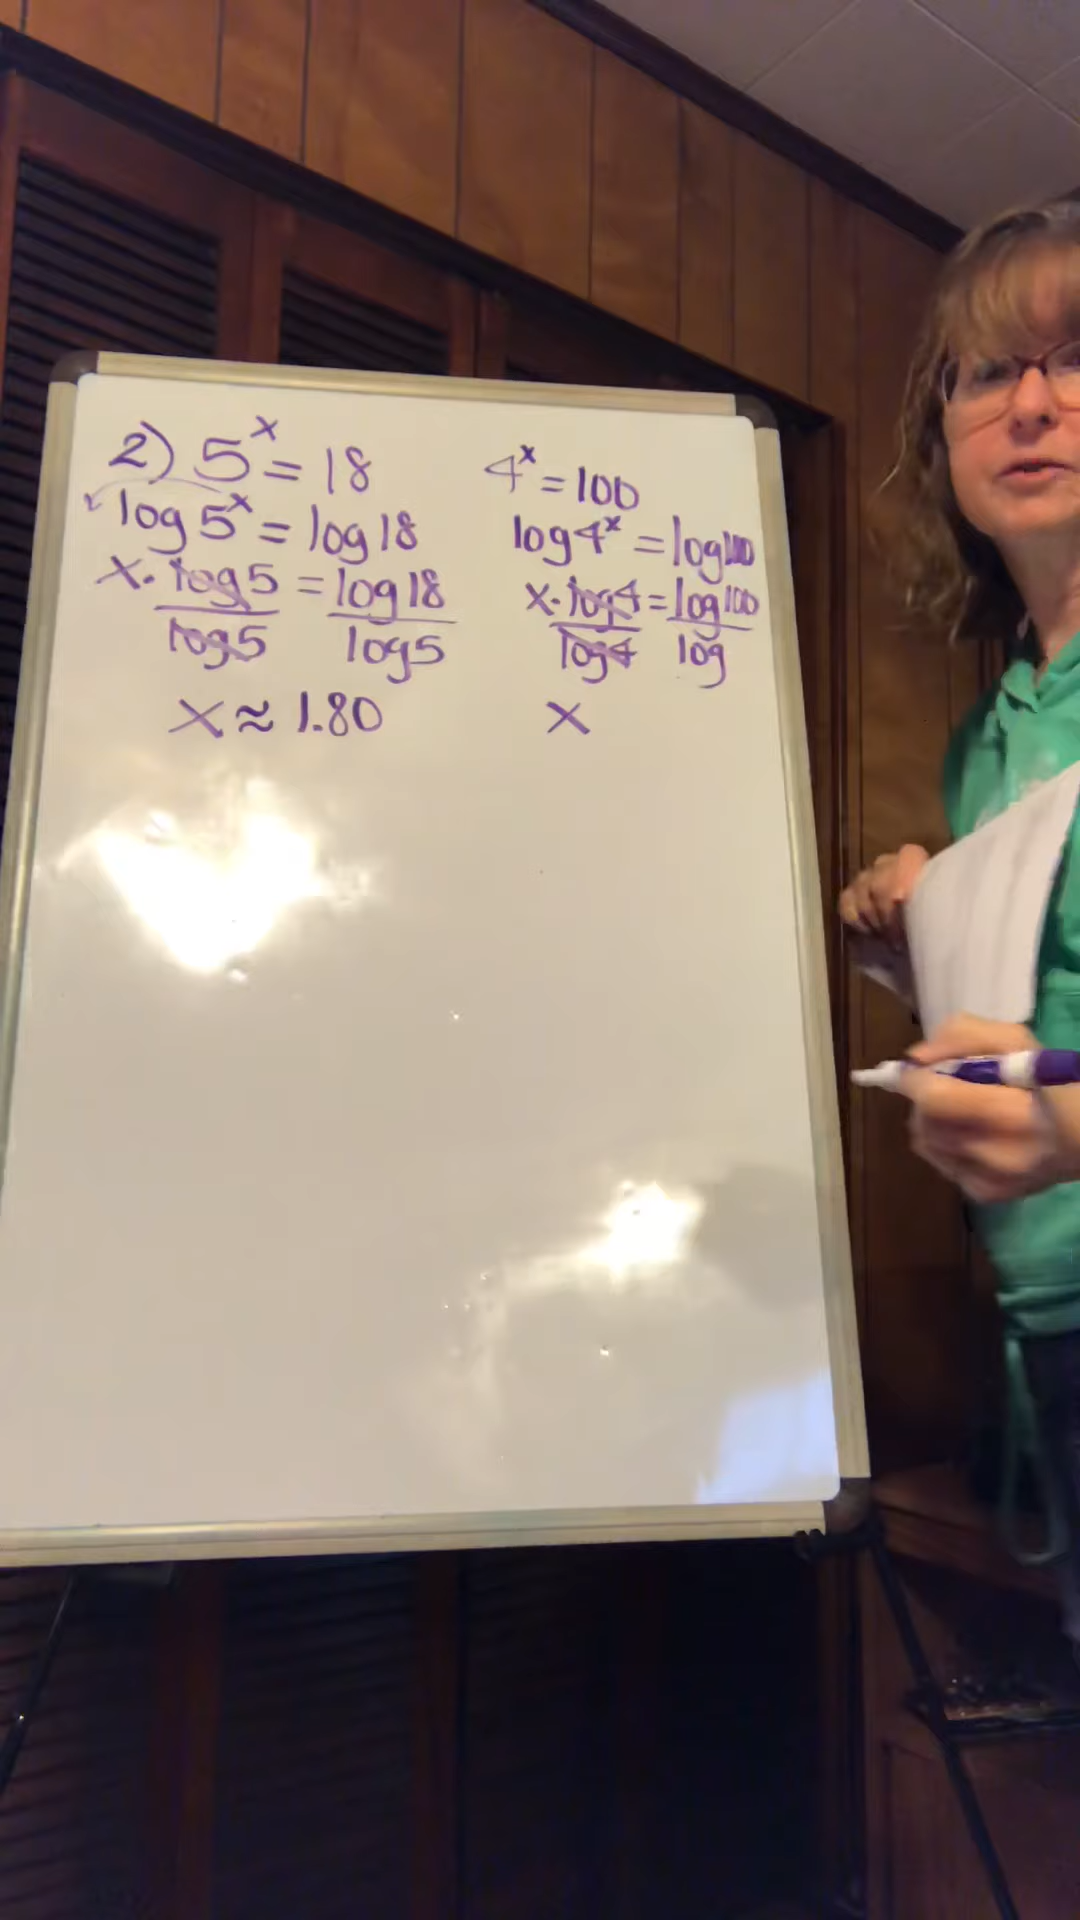 2) 5^x = 18
log 5^x = log 18
x · log 5 = log 18
log 5 log 5
x ≈ 1.80
4^x = 100
log 4^x = log 100
x · log 4 = log 100
log 4 log
x